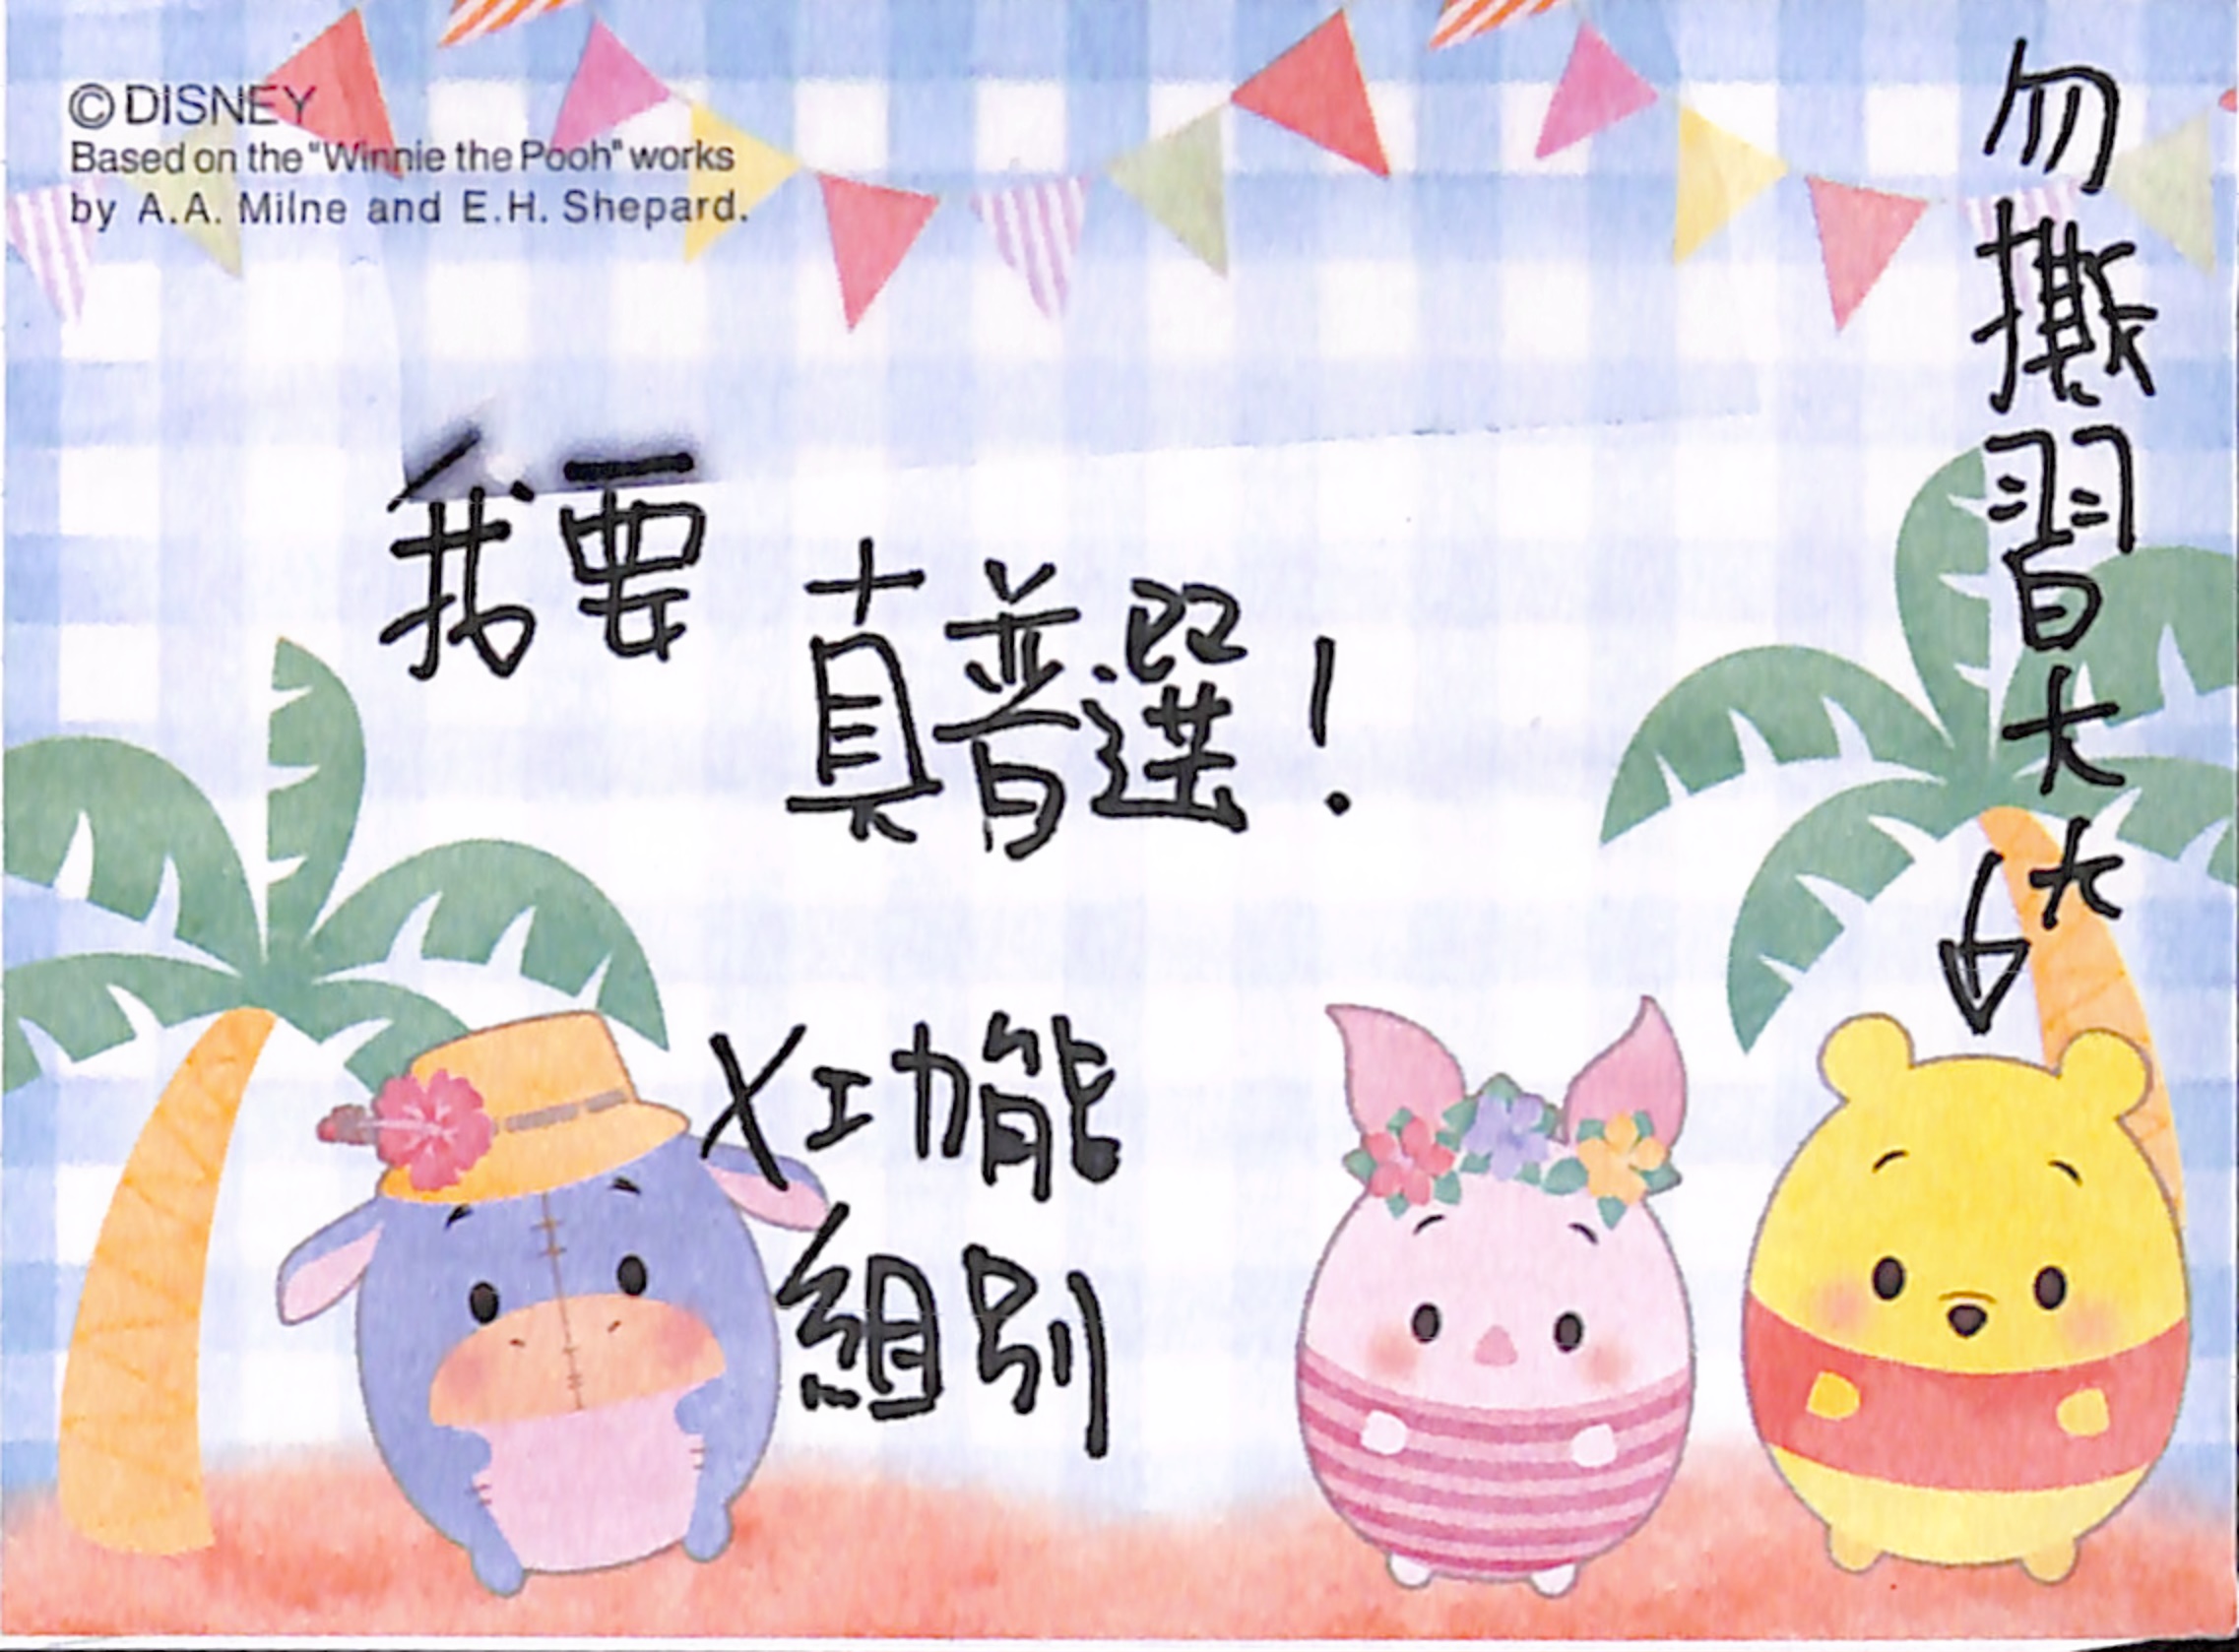 ©DISNEY
Based on the "Winnie the Pooh" works
by A.A. Milne and E.H. Shepard.
我要
真普選！
X功能
組別
勿撕習大大